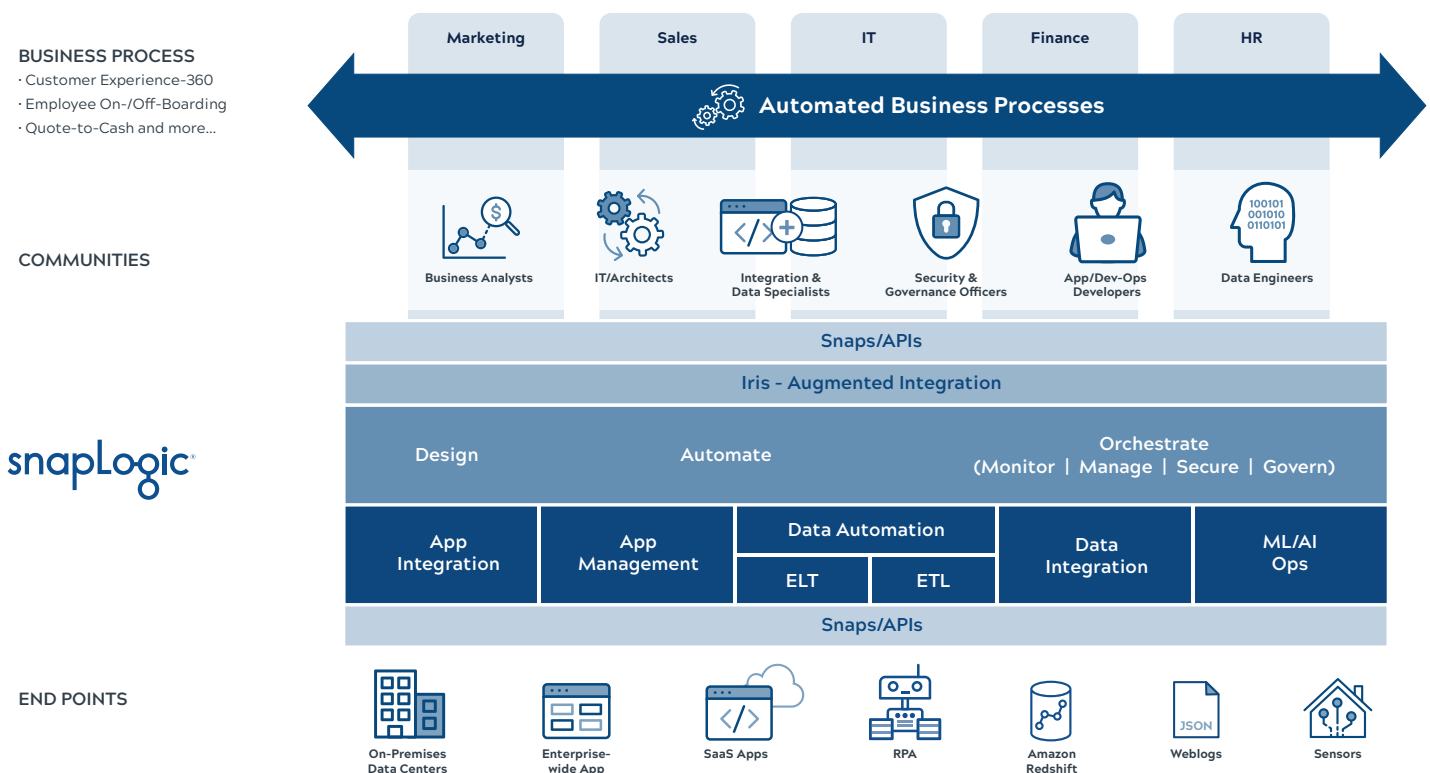 Marketing
Sales
IT
Finance
HR
BUSINESS PROCESS
· Customer Experience-360
· Employee On-/Off-Boarding
· Quote-to-Cash and more...
Automated Business Processes
$
</>
100101
001010
0110101
COMMUNITIES
Business Analysts
IT/Architects
Integration &
Data Specialists
Security &
Governance Officers
App/Dev-Ops
Developers
Data Engineers
Snaps/APIs
Iris - Augmented Integration
snapLogic®
Design
Automate
Orchestrate
(Monitor | Manage | Secure | Govern)
App
Integration
App
Management
Data Automation
ELT
ETL
Data
Integration
ML/AI
Ops
Snaps/APIs
END POINTS
</>
JSON
On-Premises
Data Centers
Enterprise-
wide App
SaaS Apps
RPA
Amazon
Redshift
Weblogs
Sensors